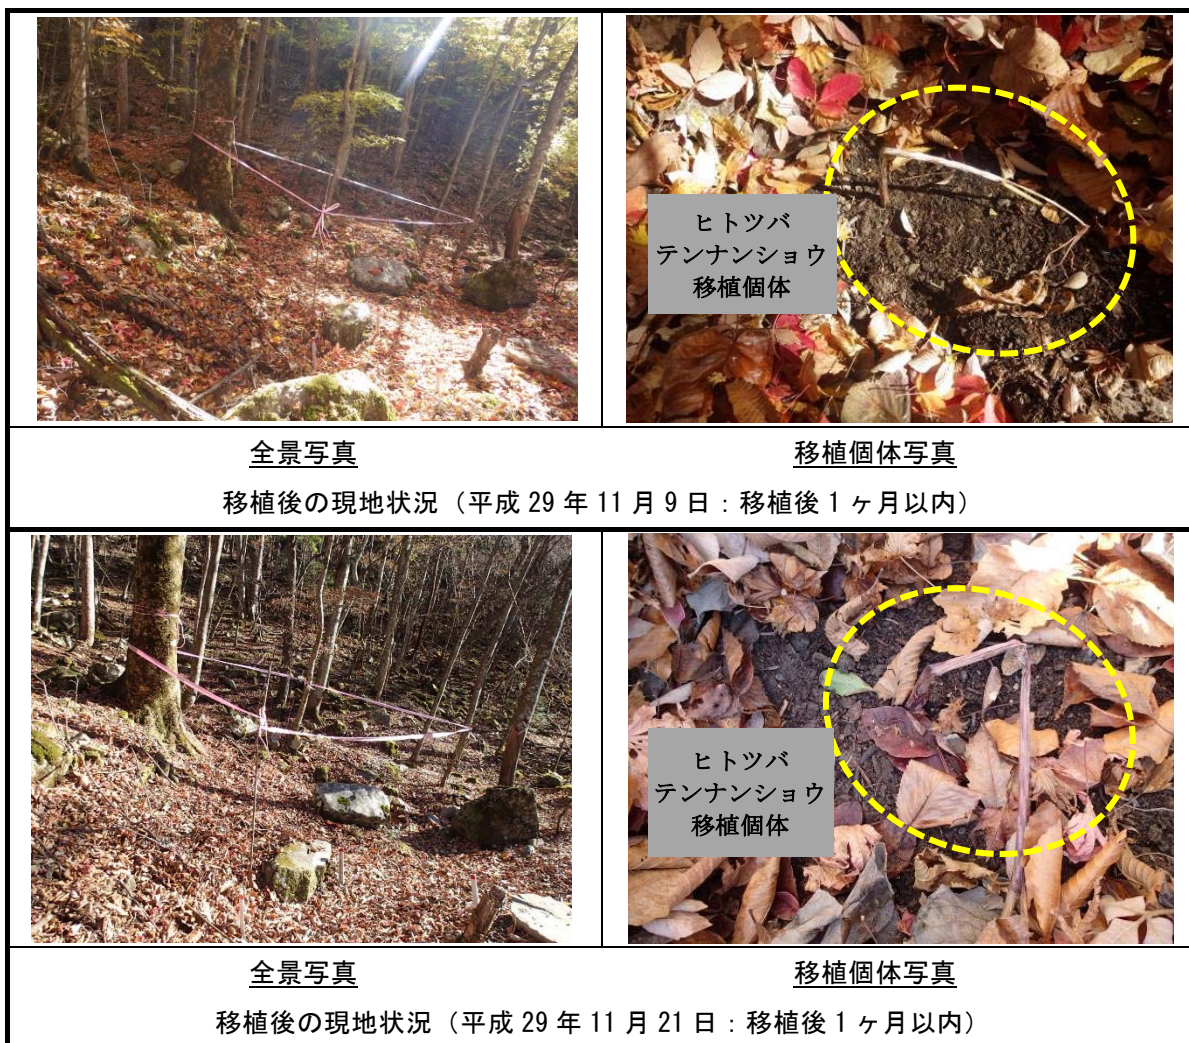 ヒトツバ
テンナンショウ
移植個体
全景写真
移植個体写真
移植後の現地状況（平成 29 年 11 月 9 日：移植後 1 ヶ月以内）
ヒトツバ
テンナンショウ
移植個体
全景写真
移植個体写真
移植後の現地状況（平成 29 年 11 月 21 日：移植後 1 ヶ月以内）